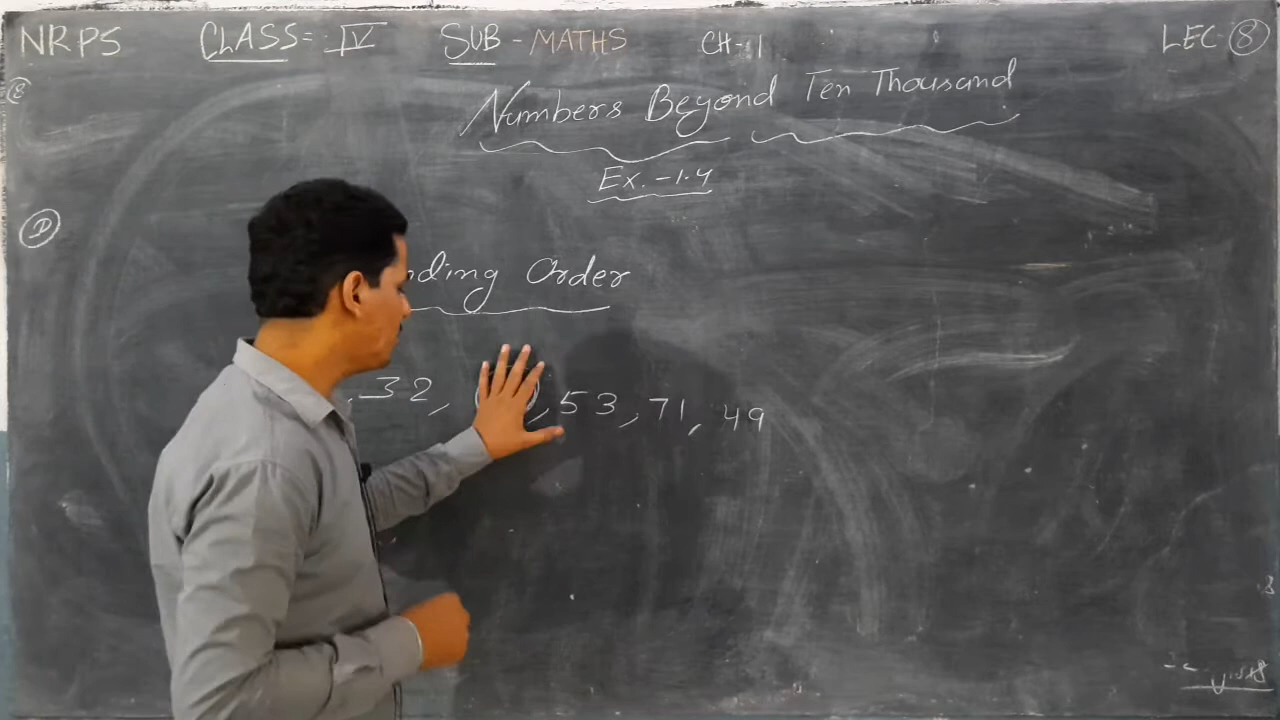 NRPS CLASS= IV SUB - MATHS CH-1 LEC 8
8
Numbers Beyond Ten Thousand
Ex.-1.4
D
nding Order
32, , 53, 71, 49